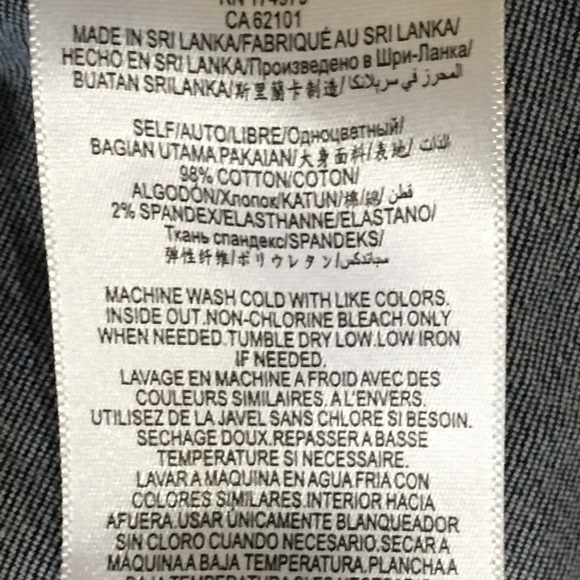 CA 62101
MADE IN SRI LANKA/FABRIQUÉ AU SRI LANKA/
HECHO EN SRI LANKA/Произведено в Шри-Ланка/
BUATAN SRILANKA/斯里蘭卡制造/المحرز في سريلانكا
SELF/AUTO/LIBRE/Одноцветный/
BAGIAN UTAMA PAKAIAN/大身面料/表地/الذات
98% COTTON/COTON/
ALGODÓN/Хлопок/KATUN/棉/綿/قطن
2% SPANDEX/ELASTHANNE/ELASTANO/
Ткань спандекс/SPANDEKS/
弹性纤维/ポリウレタン/سباندكس
MACHINE WASH COLD WITH LIKE COLORS.
INSIDE OUT.NON-CHLORINE BLEACH ONLY
WHEN NEEDED.TUMBLE DRY LOW.LOW IRON
IF NEEDED.
LAVAGE EN MACHINE A FROID AVEC DES
COULEURS SIMILAIRES. A L'ENVERS.
UTILISEZ DE LA JAVEL SANS CHLORE SI BESOIN.
SECHAGE DOUX.REPASSER A BASSE
TEMPERATURE SI NECESSAIRE.
LAVAR A MAQUINA EN AGUA FRIA CON
COLORES SIMILARES.INTERIOR HACIA
AFUERA.USAR ÚNICAMENTE BLANQUEADOR
SIN CLORO CUANDO NECESARIO.SECAR A
MÁQUINA A BAJA TEMPERATURA.PLANCHA A